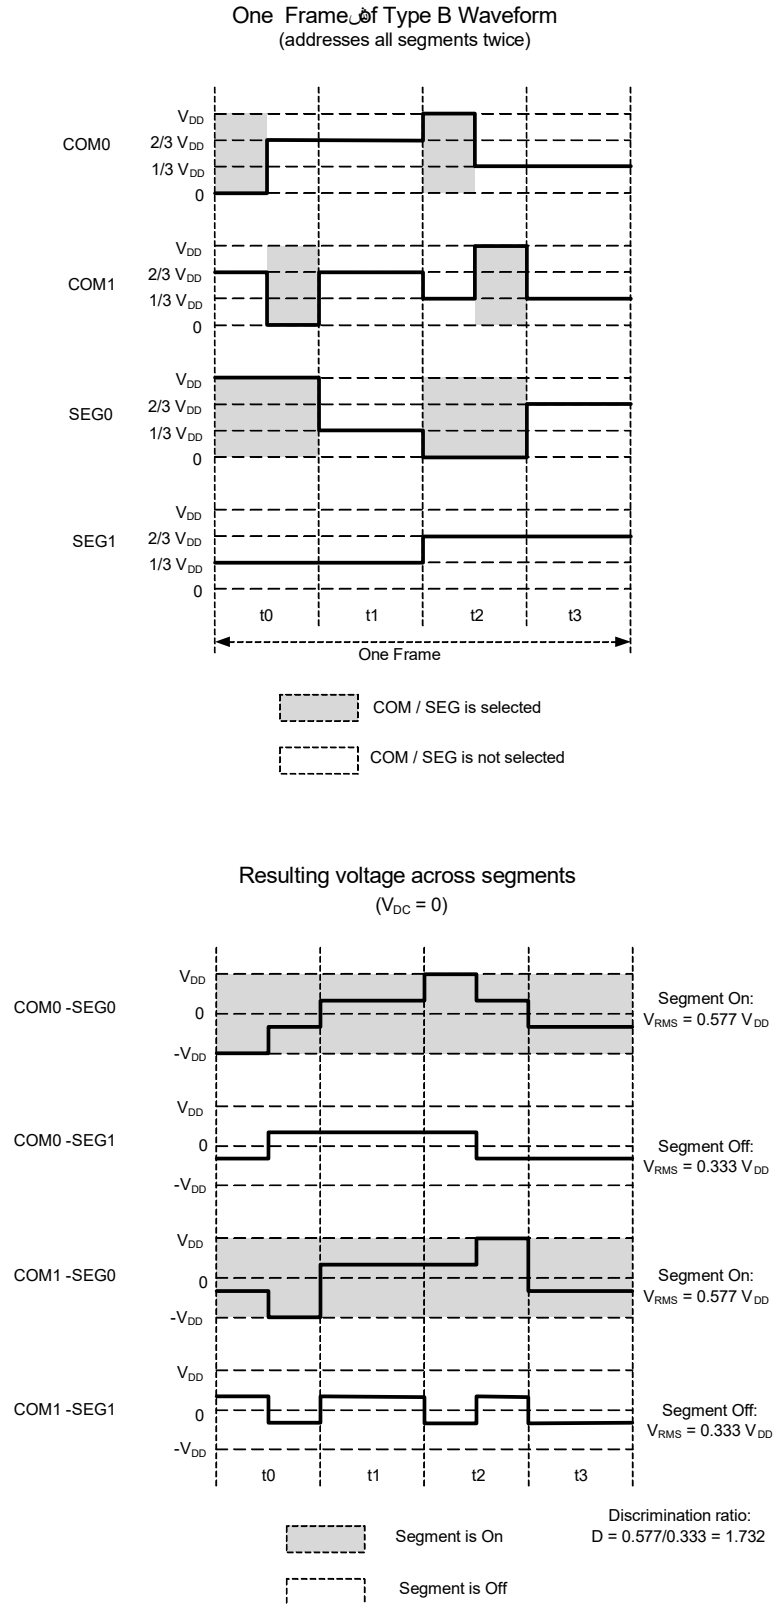 One Frame of Type B Waveform
(addresses all segments twice)
COM0
VDD
2/3 VDD
1/3 VDD
0
COM1
VDD
2/3 VDD
1/3 VDD
0
SEG0
VDD
2/3 VDD
1/3 VDD
0
SEG1
VDD
2/3 VDD
1/3 VDD
0
t0 t1 t2 t3
One Frame
COM / SEG is selected
COM / SEG is not selected
Resulting voltage across segments
(VDC = 0)
COM0 -SEG0
VDD
0
-VDD
Segment On:
VRMS = 0.577 VDD
COM0 -SEG1
VDD
0
-VDD
Segment Off:
VRMS = 0.333 VDD
COM1 -SEG0
VDD
0
-VDD
Segment On:
VRMS = 0.577 VDD
COM1 -SEG1
VDD
0
-VDD
Segment Off:
VRMS = 0.333 VDD
t0 t1 t2 t3
Segment is On
Segment is Off
Discrimination ratio:
D = 0.577/0.333 = 1.732